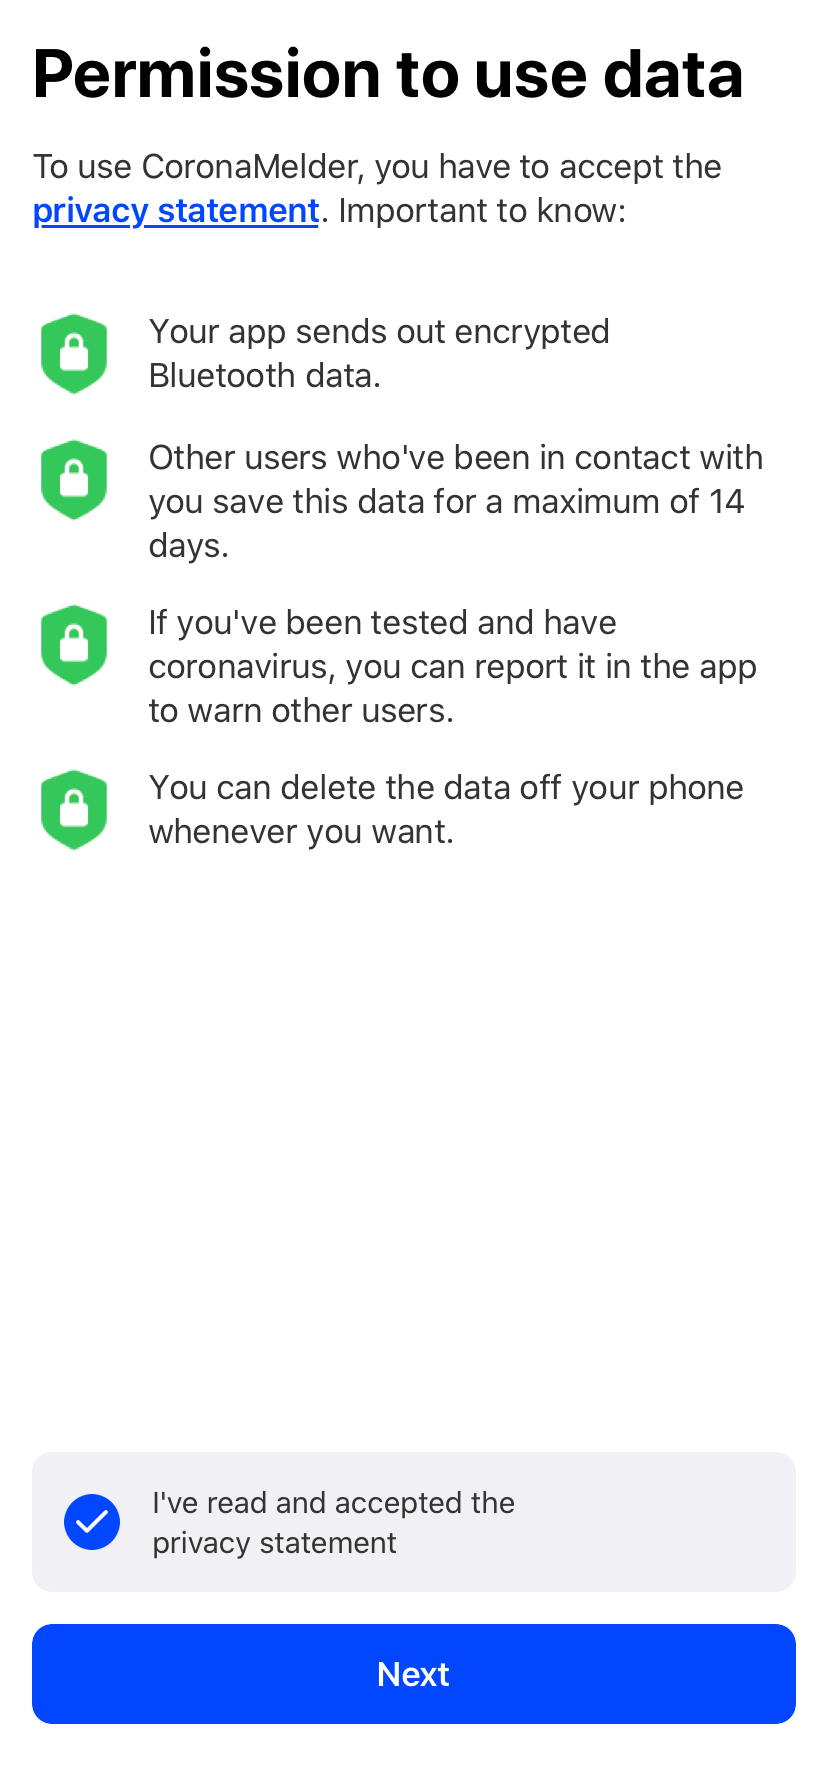 Permission to use data
To use CoronaMelder, you have to accept the
privacy statement. Important to know:
Your app sends out encrypted
Bluetooth data.
Other users who've been in contact with
you save this data for a maximum of 14
days.
If you've been tested and have
coronavirus, you can report it in the app
to warn other users.
You can delete the data off your phone
whenever you want.
I've read and accepted the
privacy statement
Next